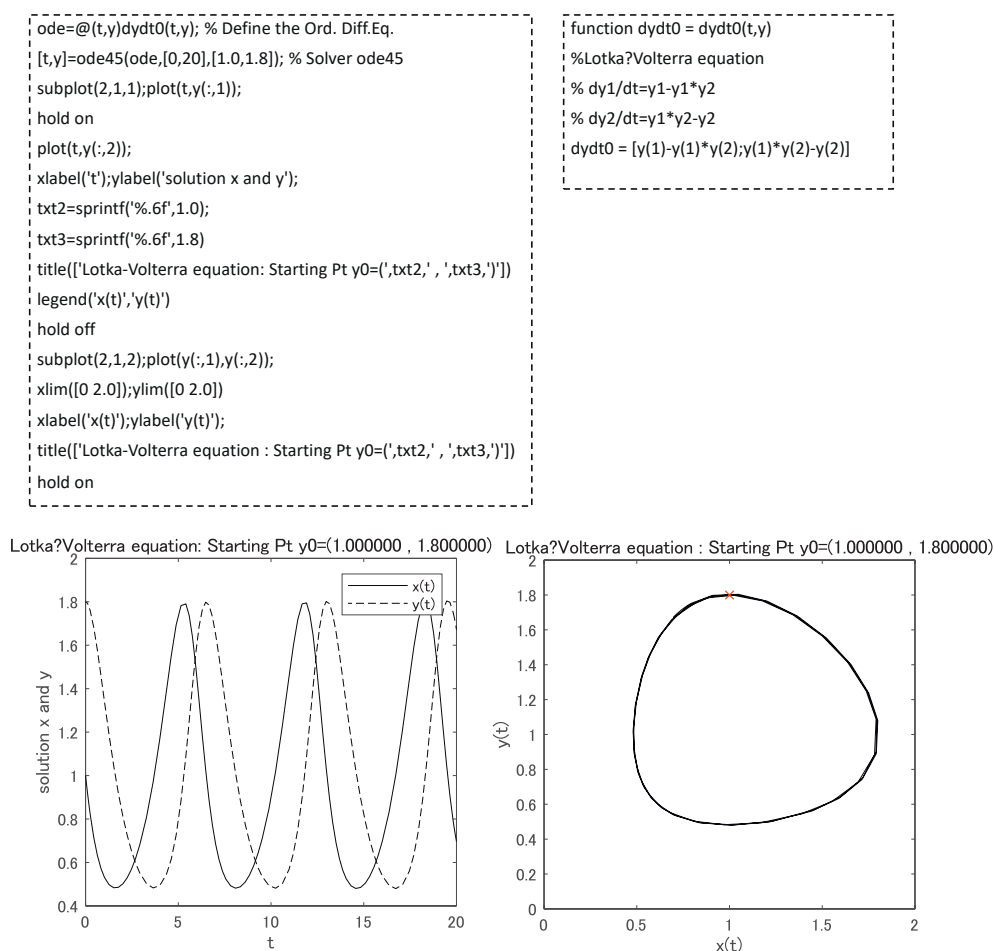 ode=@(t,y)dydt0(t,y); % Define the Ord. Diff.Eq.
[t,y]=ode45(ode,[0,20],[1.0,1.8]); % Solver ode45
subplot(2,1,1);plot(t,y(:,1));
hold on
plot(t,y(:,2));
xlabel('t');ylabel('solution x and y');
txt2=sprintf('%.6f',1.0);
txt3=sprintf('%.6f',1.8)
title(['Lotka-Volterra equation: Starting Pt y0=(',txt2,' , ',txt3,')'])
legend('x(t)','y(t)')
hold off
subplot(2,1,2);plot(y(:,1),y(:,2));
xlim([0 2.0]);ylim([0 2.0])
xlabel('x(t)');ylabel('y(t)');
title(['Lotka-Volterra equation : Starting Pt y0=(',txt2,' , ',txt3,')'])
hold on
function dydt0 = dydt0(t,y)
%Lotka?Volterra equation
% dy1/dt=y1-y1*y2
% dy2/dt=y1*y2-y2
dydt0 = [y(1)-y(1)*y(2);y(1)*y(2)-y(2)]
Lotka?Volterra equation: Starting Pt y0=(1.000000 , 1.800000)
2
1.8
1.6
1.4
1.2
1
0.8
0.6
0.4
solution x and y
x(t)
y(t)
0
5
10
15
20
t
Lotka?Volterra equation : Starting Pt y0=(1.000000 , 1.800000)
2
1.8
1.6
1.4
1.2
1
0.8
0.6
0.4
0.2
0
y(t)
0
0.5
1
1.5
2
x(t)